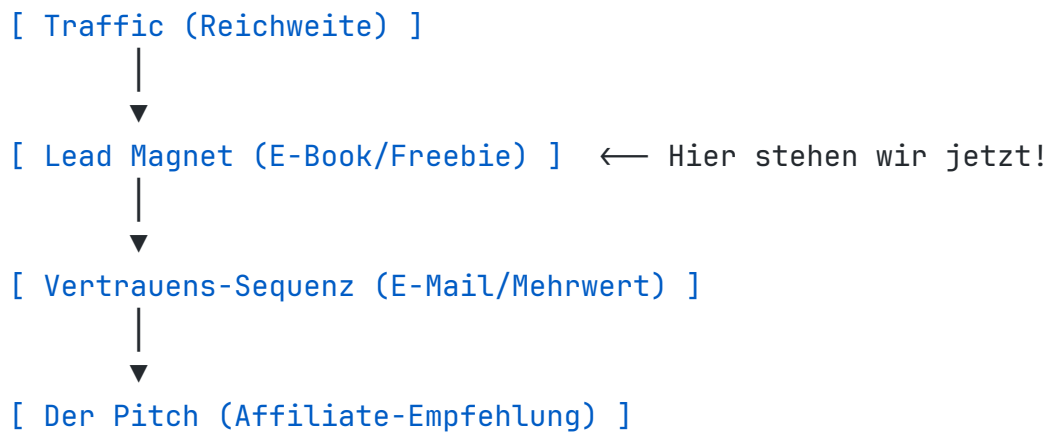 [ Traffic (Reichweite) ]
[ Lead Magnet (E-Book/Freebie) ] ⟵ Hier stehen wir jetzt!
[ Vertrauens-Sequenz (E-Mail/Mehrwert) ]
[ Der Pitch (Affiliate-Empfehlung) ]